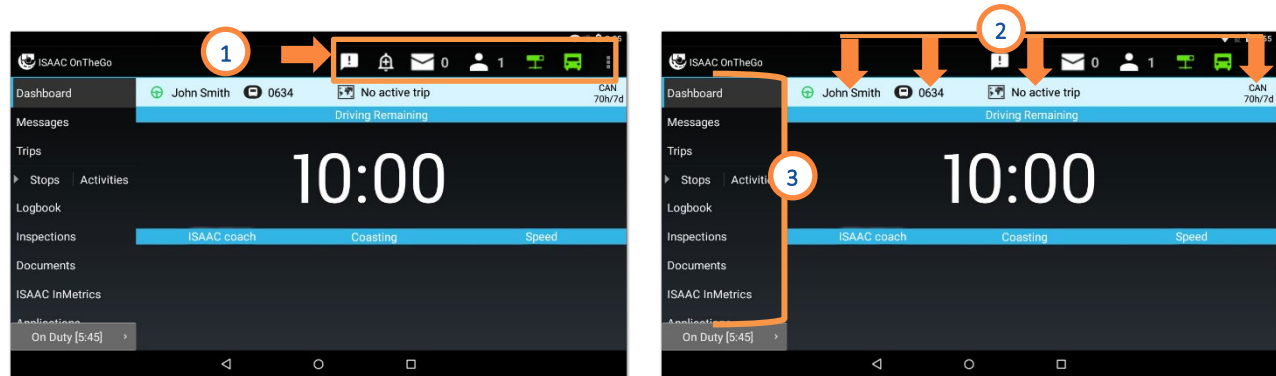 1
ISAAC OnTheGo
0
1
Dashboard
John Smith
0634
No active trip
CAN
70h/7d
Messages
Driving Remaining
Trips
10:00
Stops
Activities
Logbook
Inspections
ISAAC coach
Coasting
Speed
Documents
ISAAC InMetrics
Applications
On Duty [5:45]
2
ISAAC OnTheGo
0
1
Dashboard
John Smith
0634
No active trip
CAN
70h/7d
Messages
Driving Remaining
Trips
10:00
Stops
Activiti
3
Logbook
Inspections
ISAAC coach
Coasting
Speed
Documents
ISAAC InMetrics
Applications
On Duty [5:45]